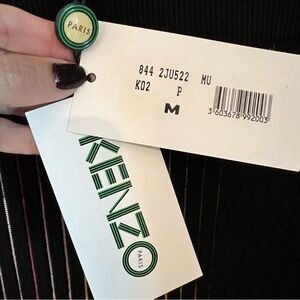 PARIS
844 2JU522 MU
K02 P
M
3 603678 992003
KENZO
PARIS